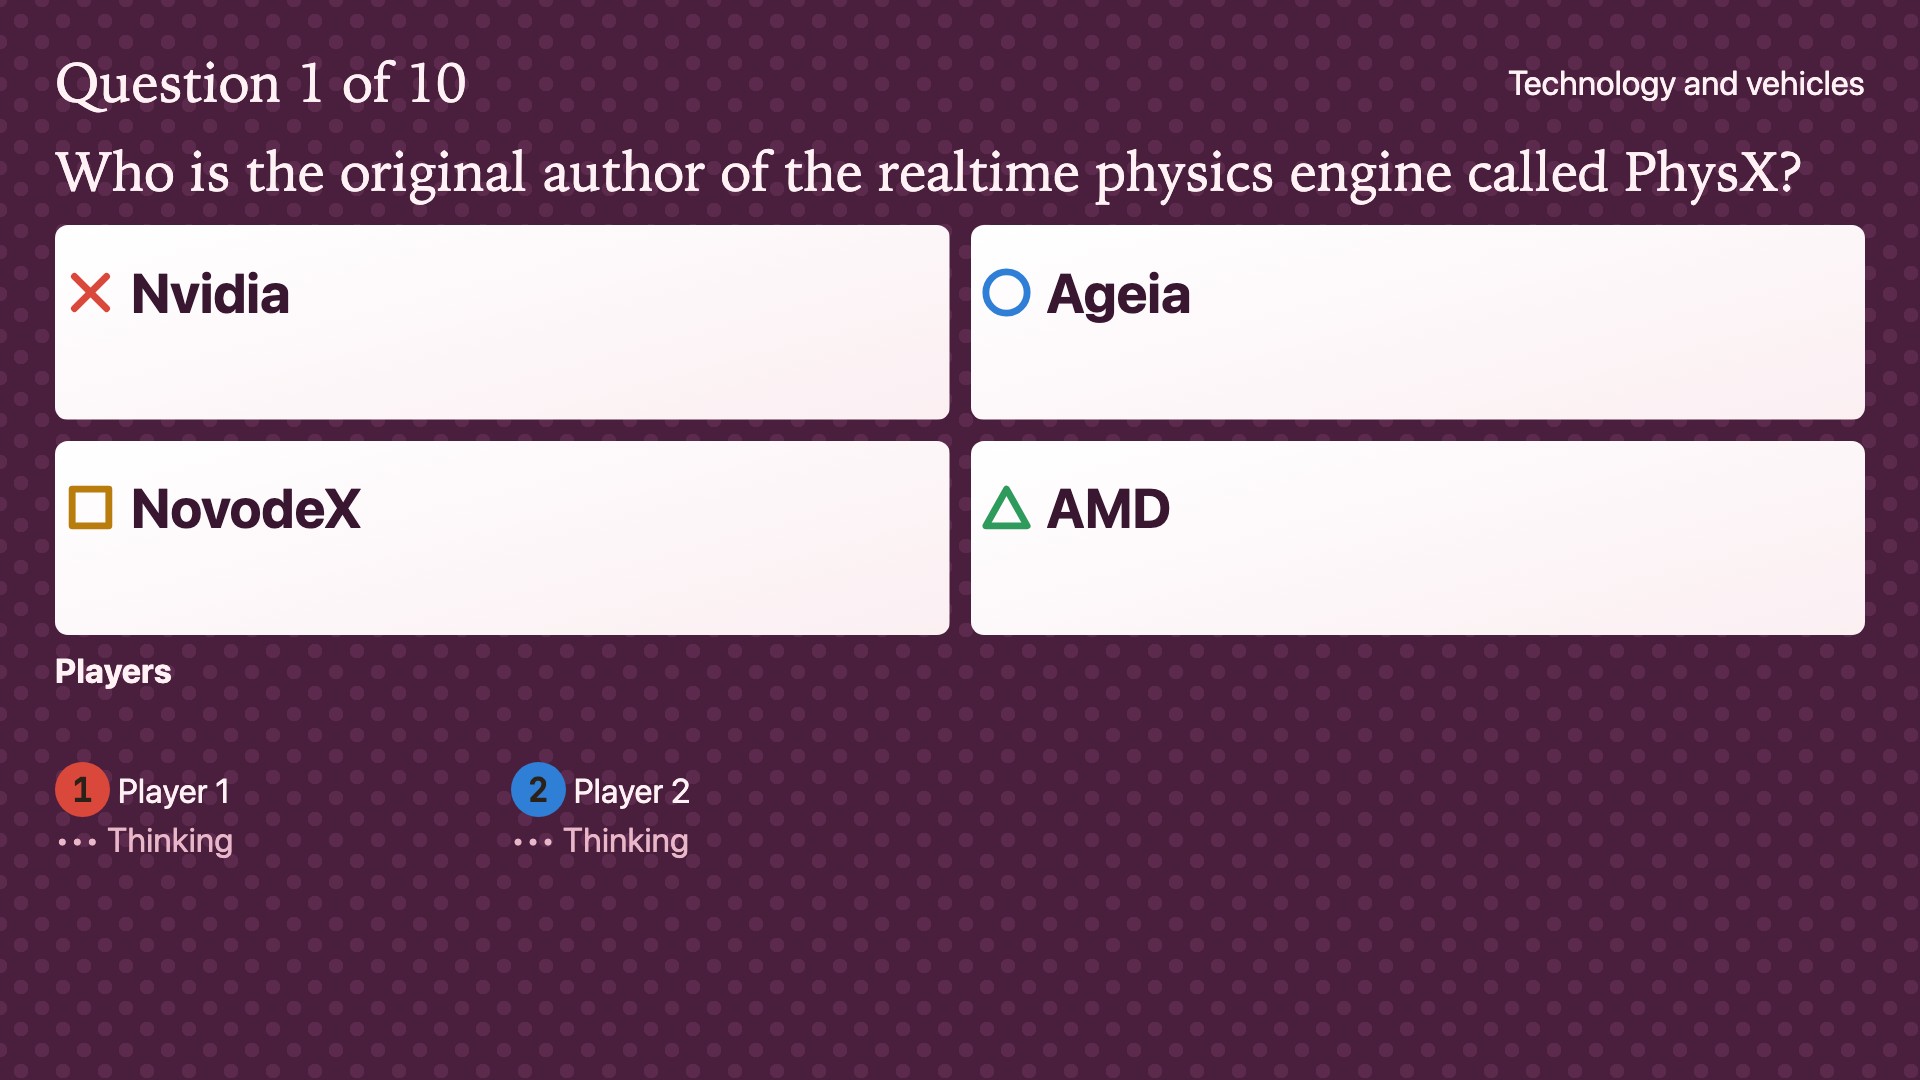 Question 1 of 10
Technology and vehicles
Who is the original author of the realtime physics engine called PhysX?
Nvidia
Ageia
NovodeX
AMD
Players
1 Player 1
2 Player 2
... Thinking
... Thinking